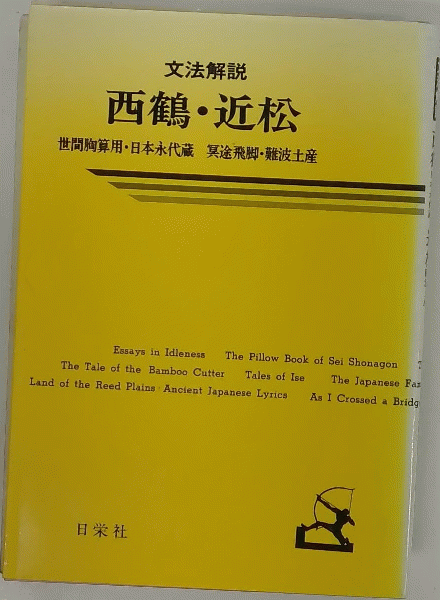 文法解説
西鶴・近松
世間胸算用・日本永代蔵 冥途飛脚・難波土産
Essays in Idleness The Pillow Book of Sei Shonagon T
The Tale of the Bamboo Cutter Tales of Ise The Japanese Fam
Land of the Reed Plains・Ancient Japanese Lyrics As I Crossed a Bridge
日栄社